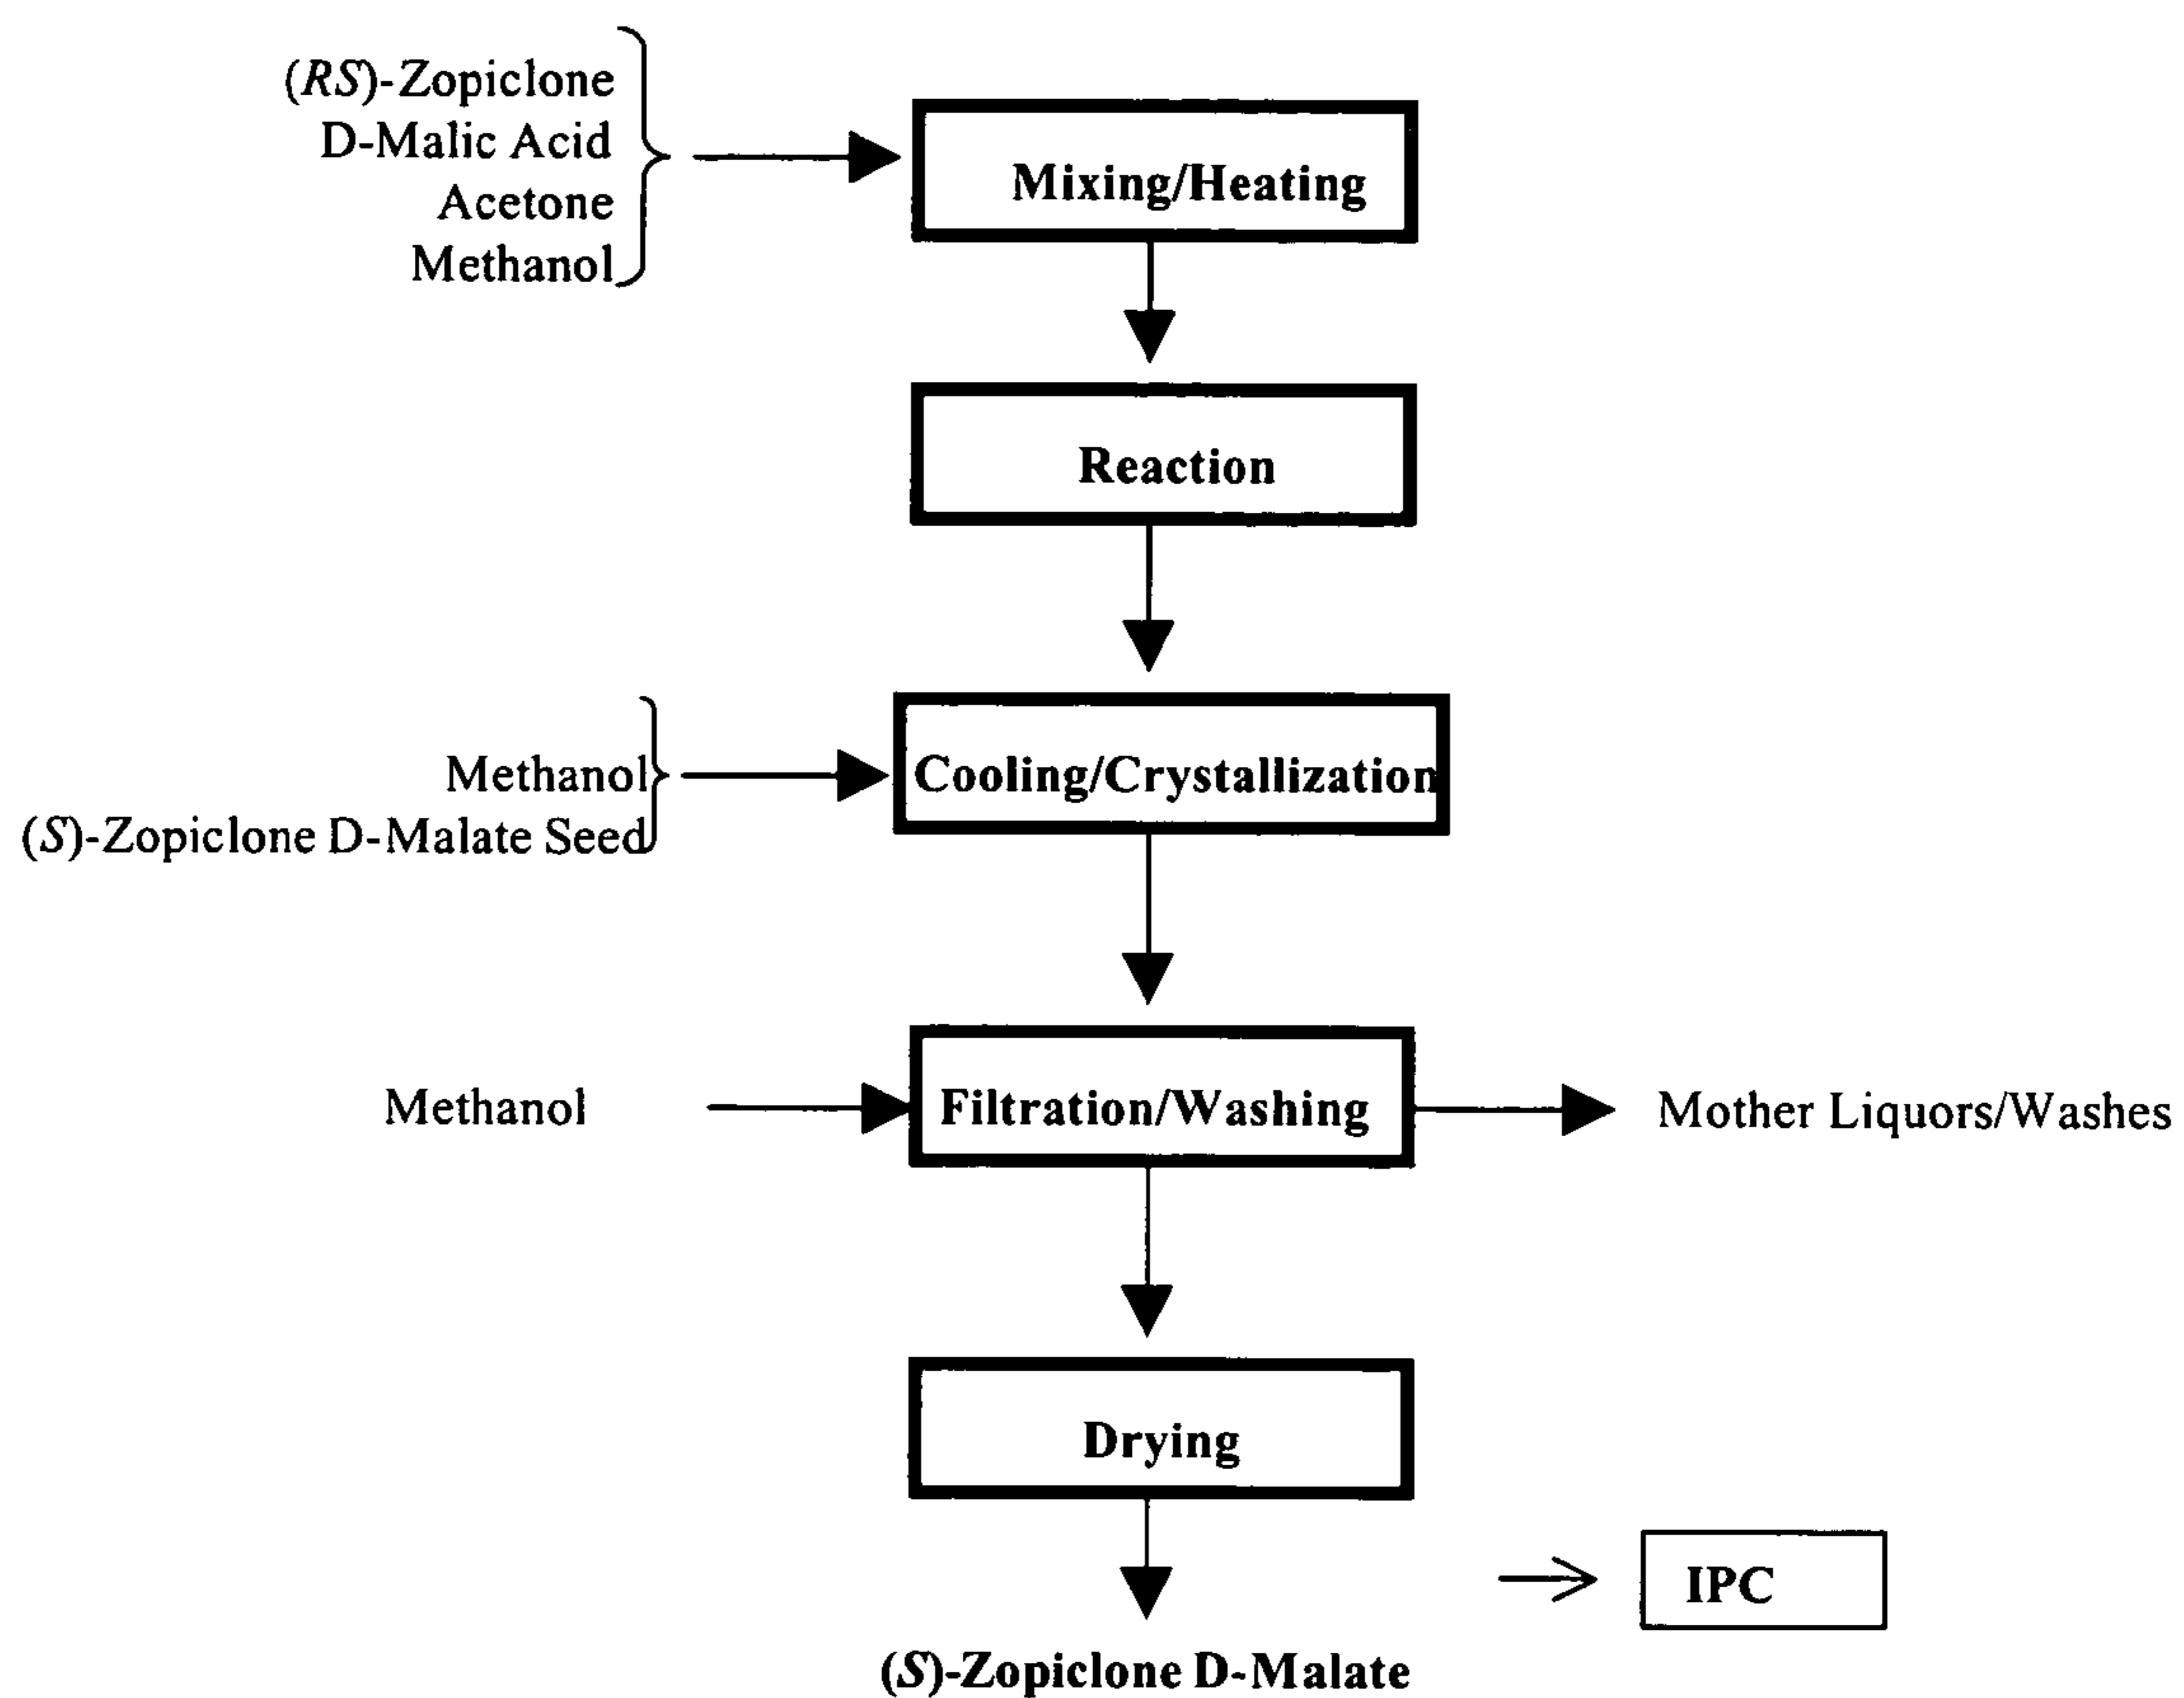 (RS)-Zopiclone
D-Malic Acid
Acetone
Methanol
Mixing/Heating
Reaction
Methanol
(S)-Zopiclone D-Malate Seed
Cooling/Crystallization
Methanol
Filtration/Washing
Mother Liquors/Washes
Drying
IPC
(S)-Zopiclone D-Malate